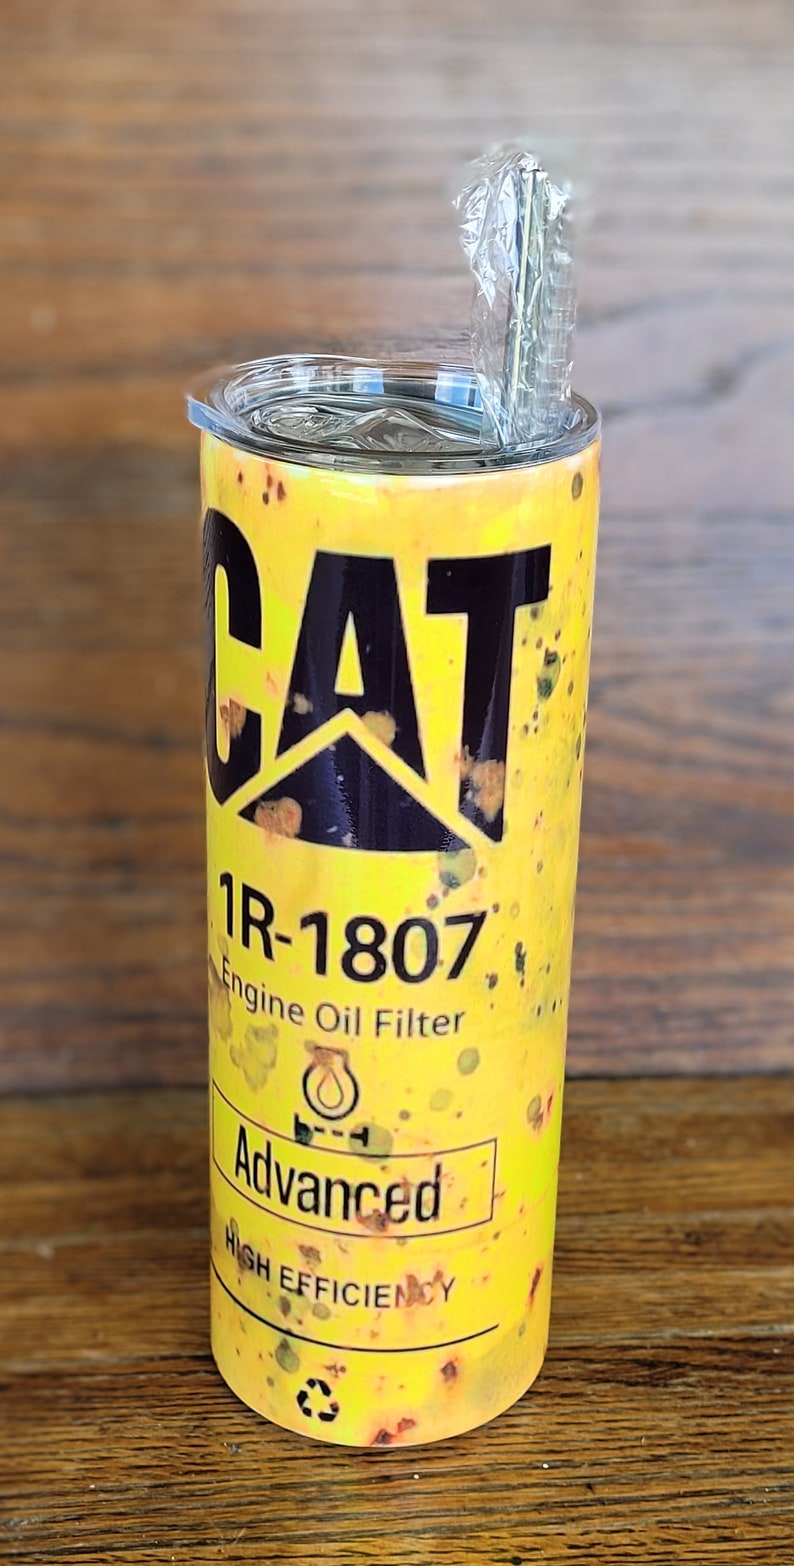 CAT
1R-1807
Engine Oil Filter
Advanced
HIGH EFFICIENCY